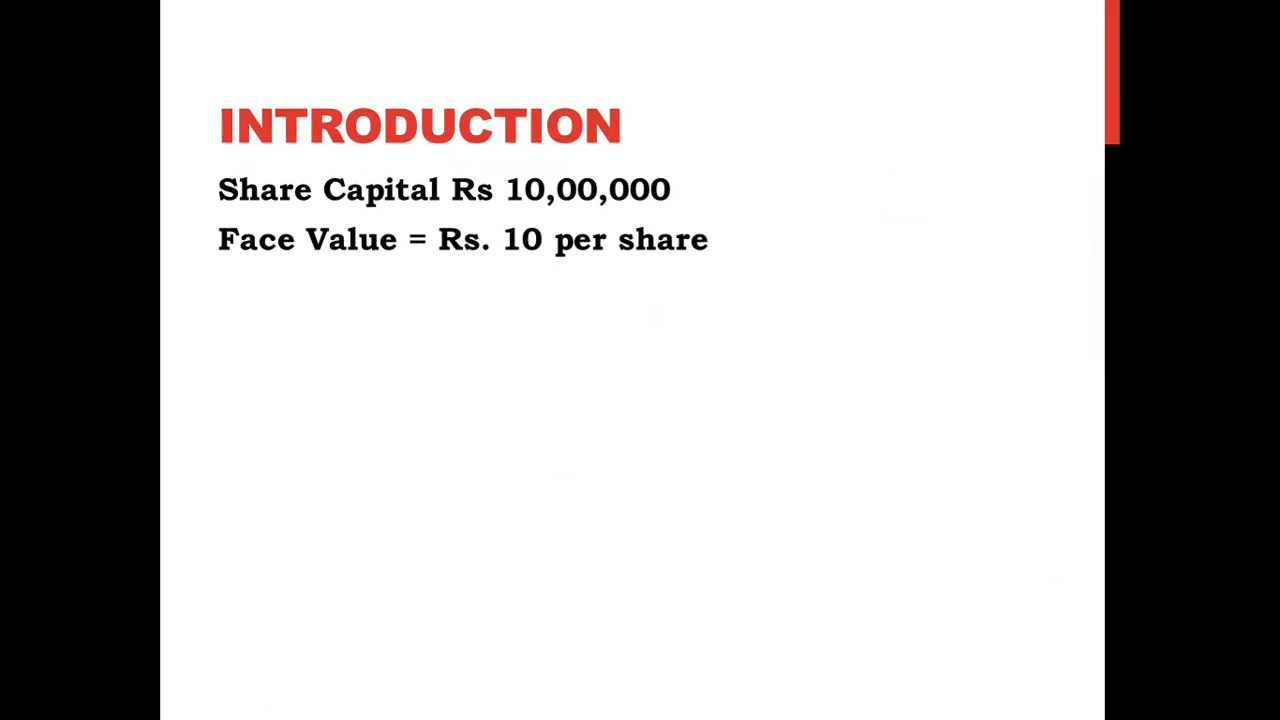 INTRODUCTION
Share Capital Rs 10,00,000
Face Value = Rs. 10 per share